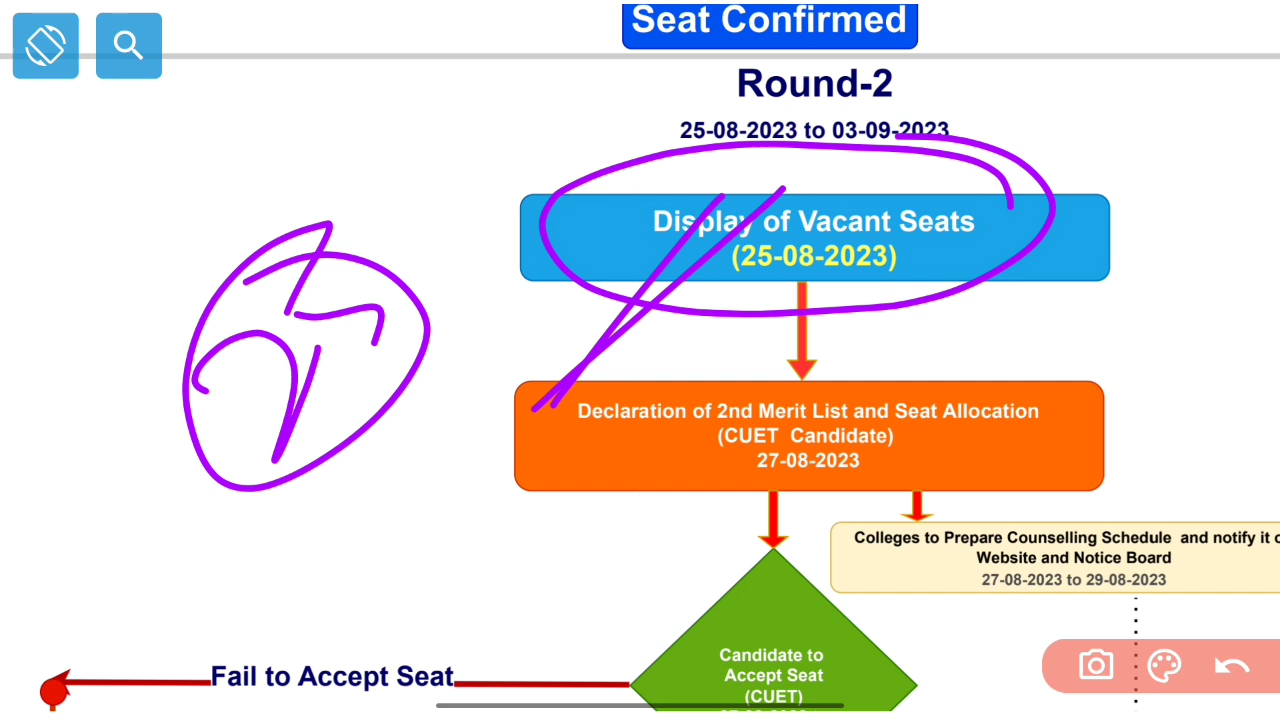 Seat Confirmed
Round-2
25-08-2023 to 03-09-2023
Display of Vacant Seats
(25-08-2023)
Declaration of 2nd Merit List and Seat Allocation
(CUET Candidate)
27-08-2023
Colleges to Prepare Counselling Schedule and notify it
Website and Notice Board
27-08-2023 to 29-08-2023
Candidate to
Accept Seat
(CUET)
Fail to Accept Seat